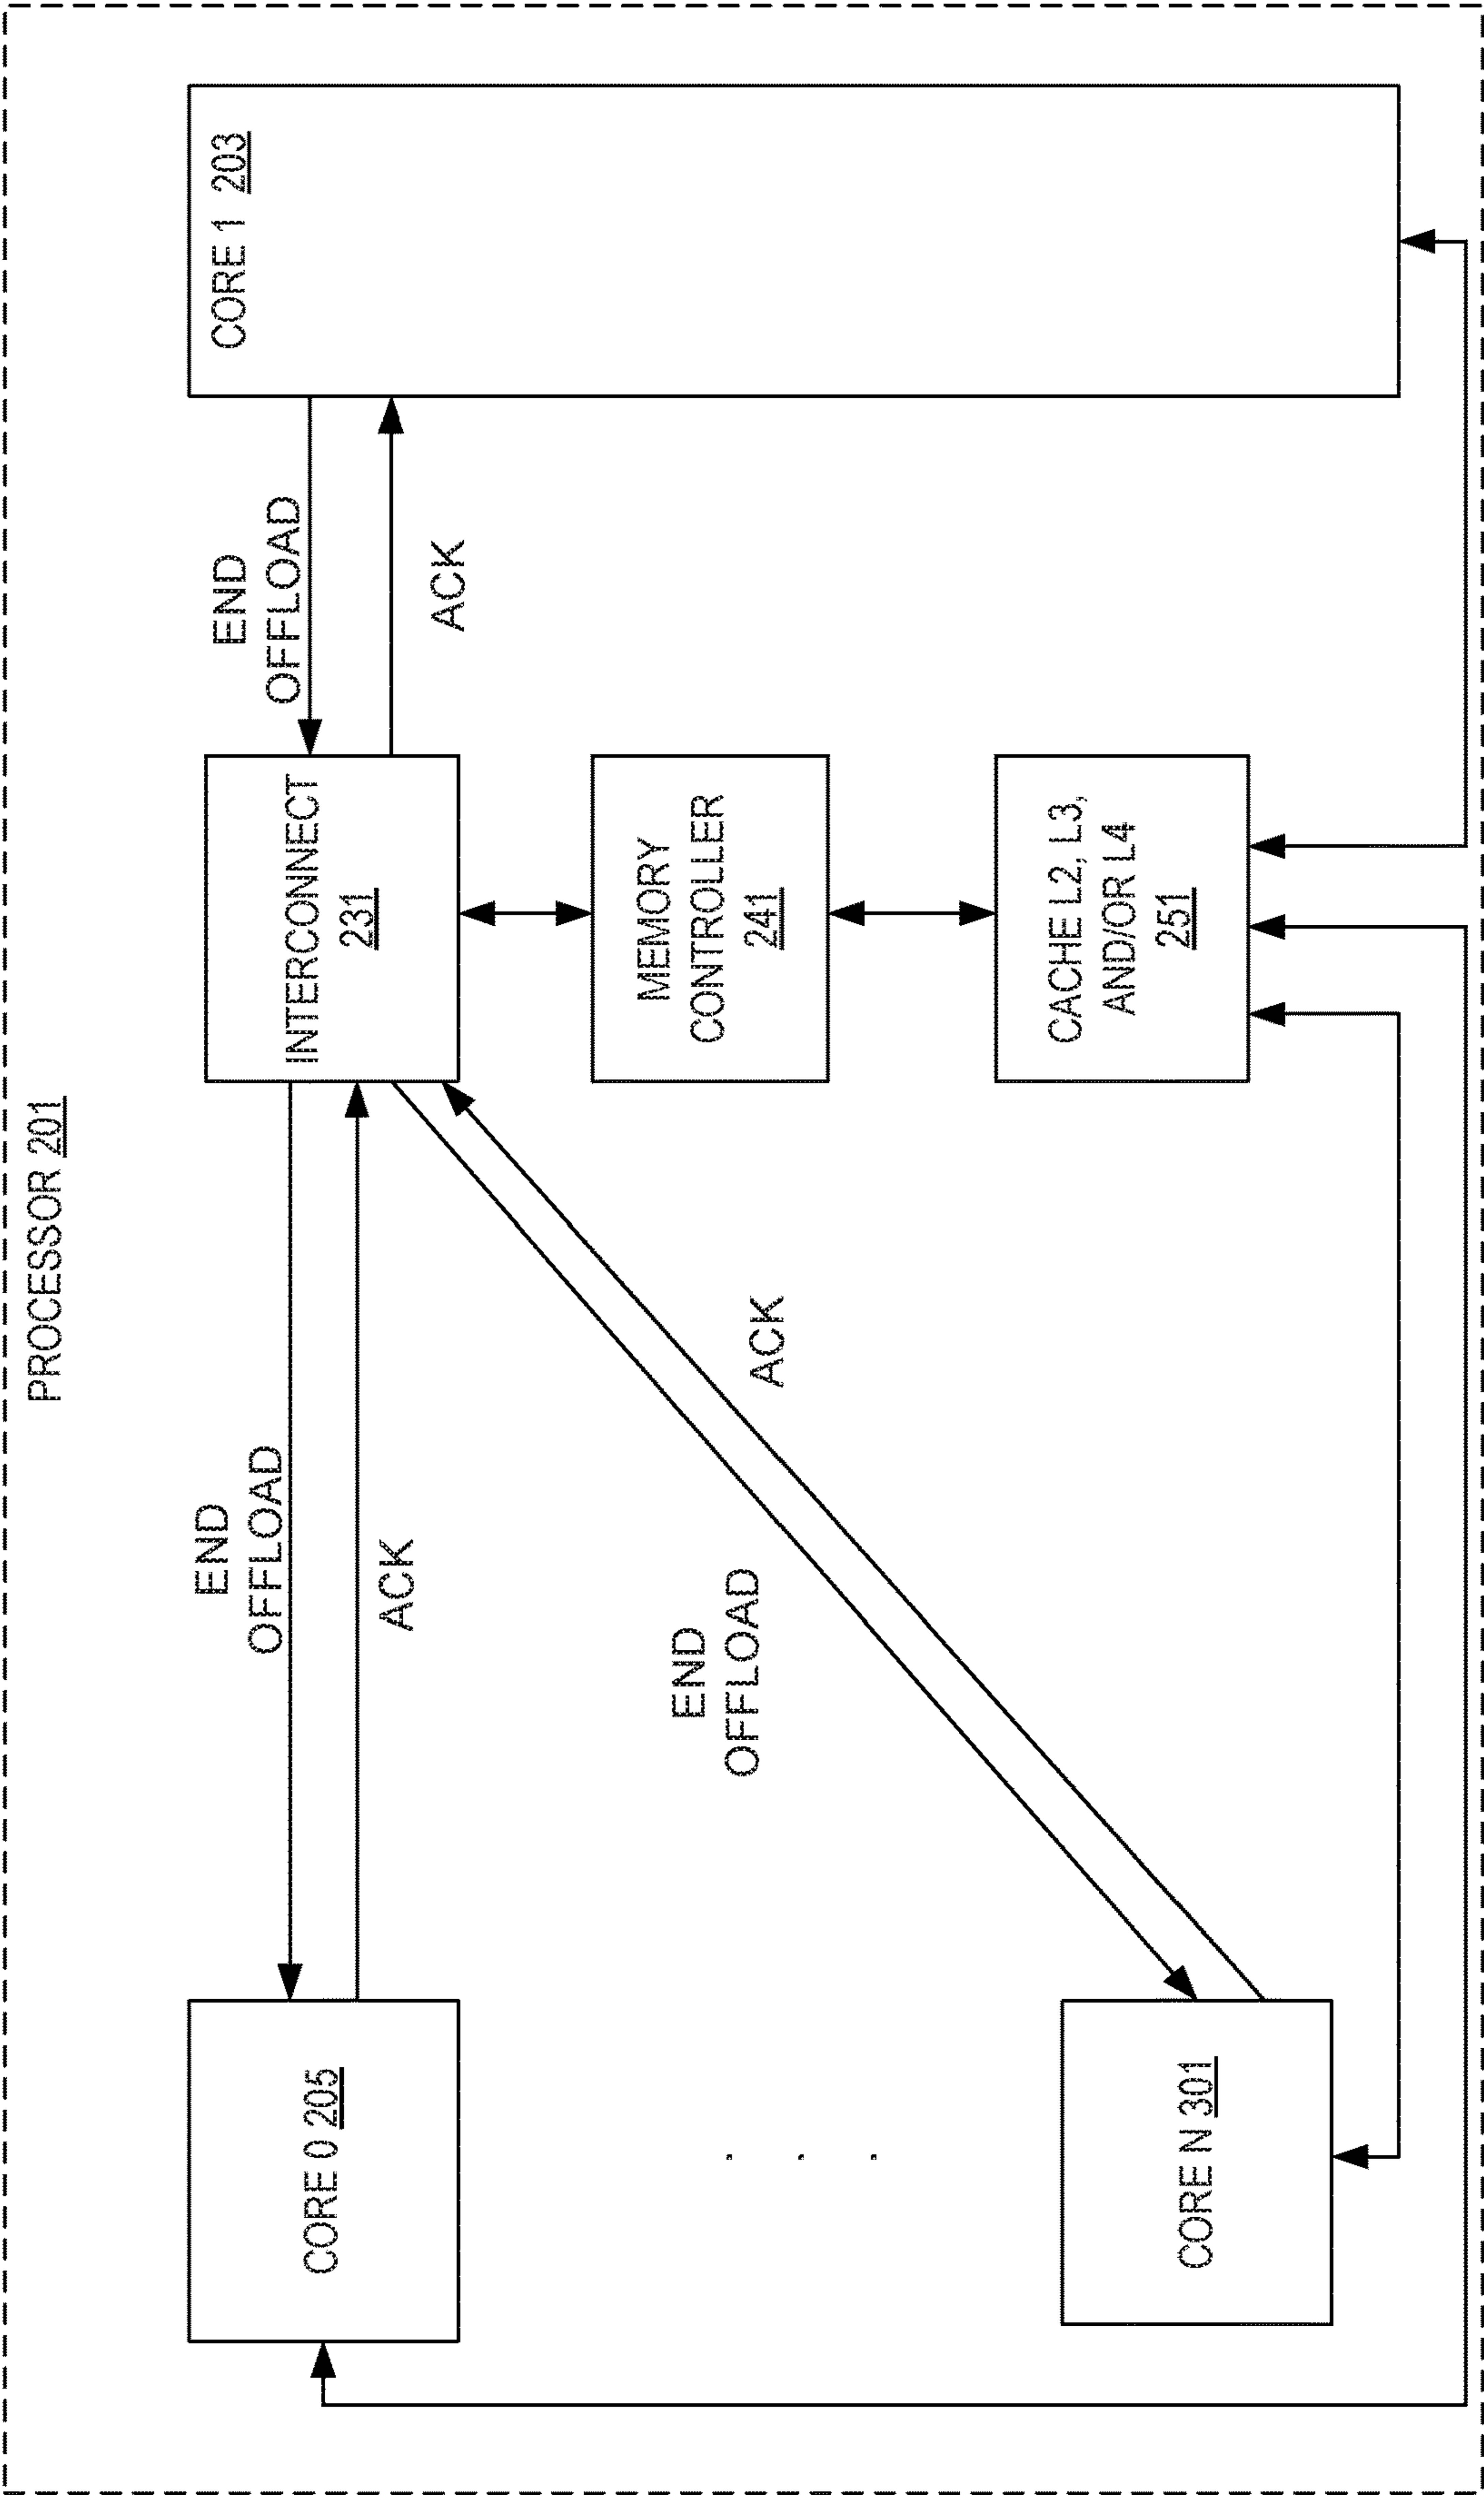 PROCESSOR 201
CORE 0 205
END
OFFLOAD
ACK
INTERCONNECT
231
END
OFFLOAD
ACK
CORE 1 203
MEMORY
CONTROLLER
241
END
OFFLOAD
ACK
. . .
CORE N 301
CACHE L2, L3,
AND/OR L4
251